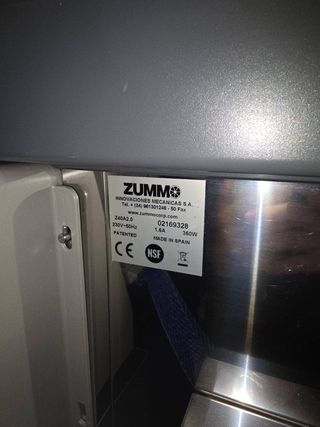 ZUMMO
INNOVACIONES MECANICAS S.A.
Tel. + (34) 961301246 - 50 Fax
www.zummocorp.com
Z40A2.0 02169328
230V~50Hz 1.6A 360W
PATENTED MADE IN SPAIN
CE NSF